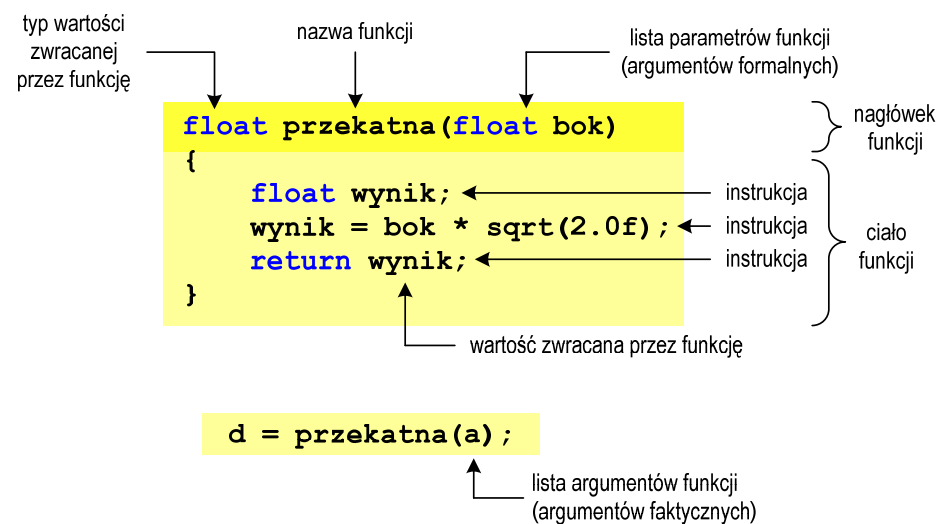 typ wartości
zwracanej
przez funkcję
nazwa funkcji
lista parametrów funkcji
(argumentów formalnych)
float przekatna(float bok)
nagłówek
funkcji
{
float wynik;
instrukcja
wynik = bok * sqrt(2.0f);
instrukcja
return wynik;
instrukcja
}
ciało
funkcji
wartość zwracana przez funkcję
d = przekatna(a);
lista argumentów funkcji
(argumentów faktycznych)